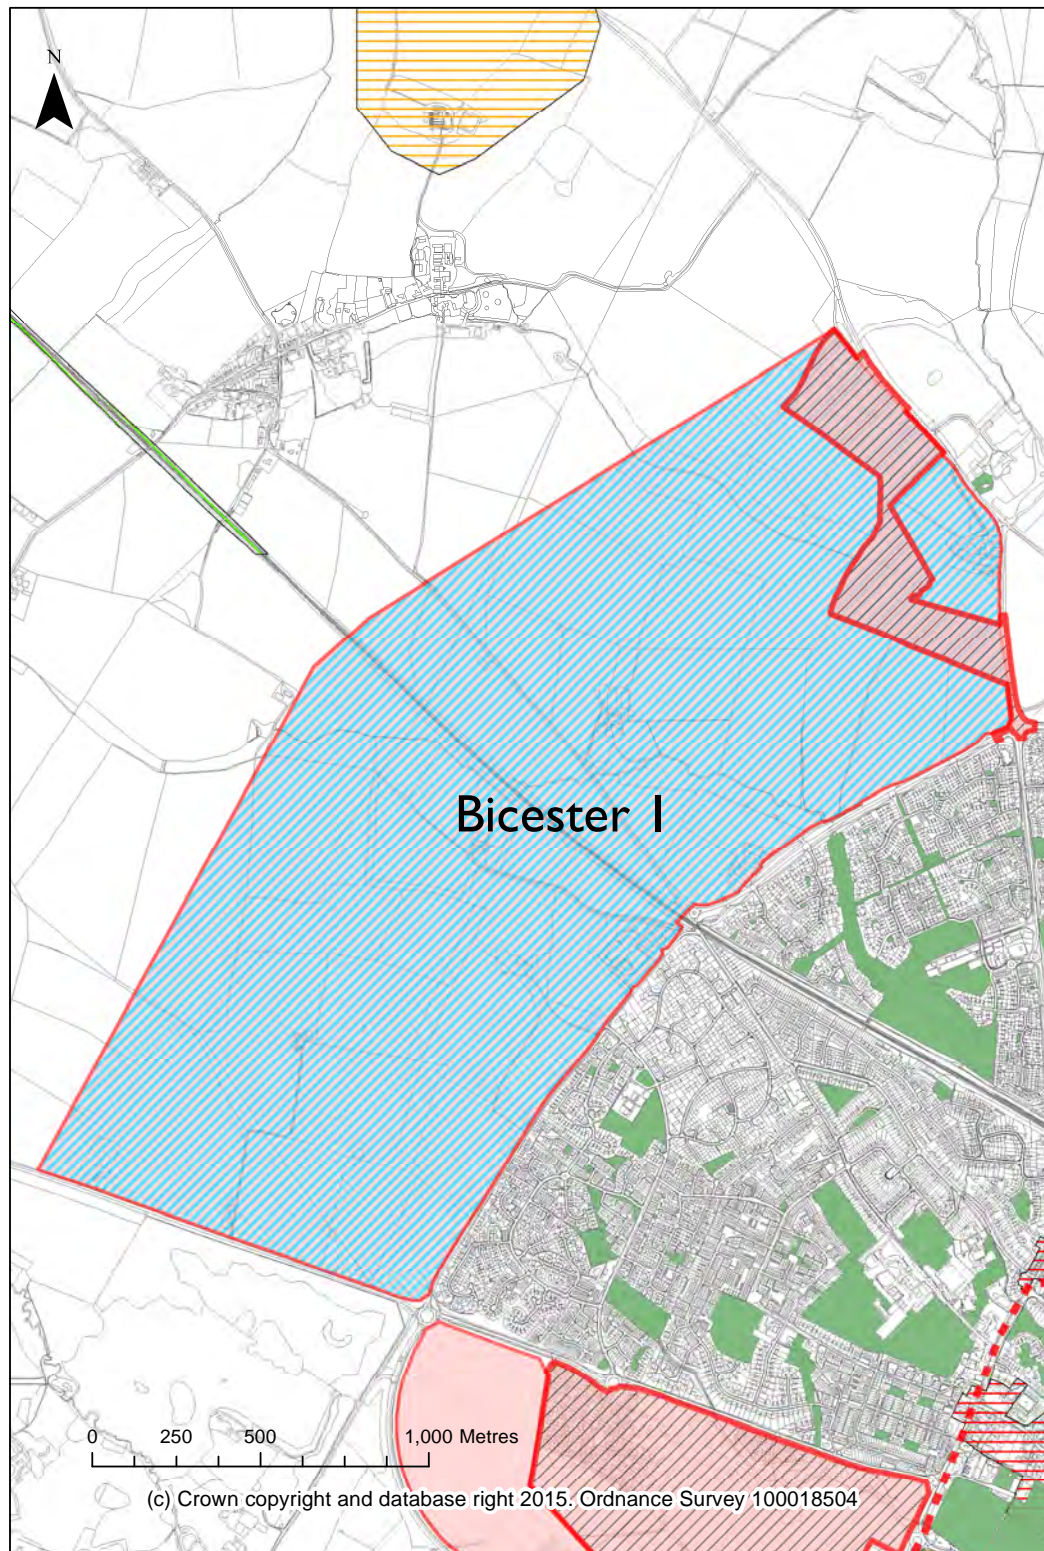 N
Bicester 1
0 250 500 1,000 Metres
(c) Crown copyright and database right 2015. Ordnance Survey 100018504